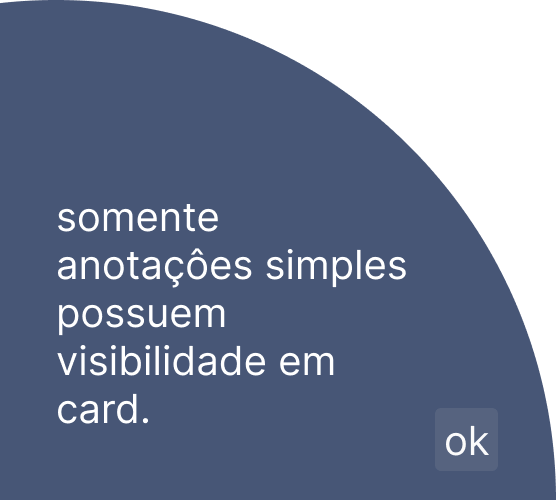 somente
anotaçôes simples
possuem
visibilidade em
card.
ok